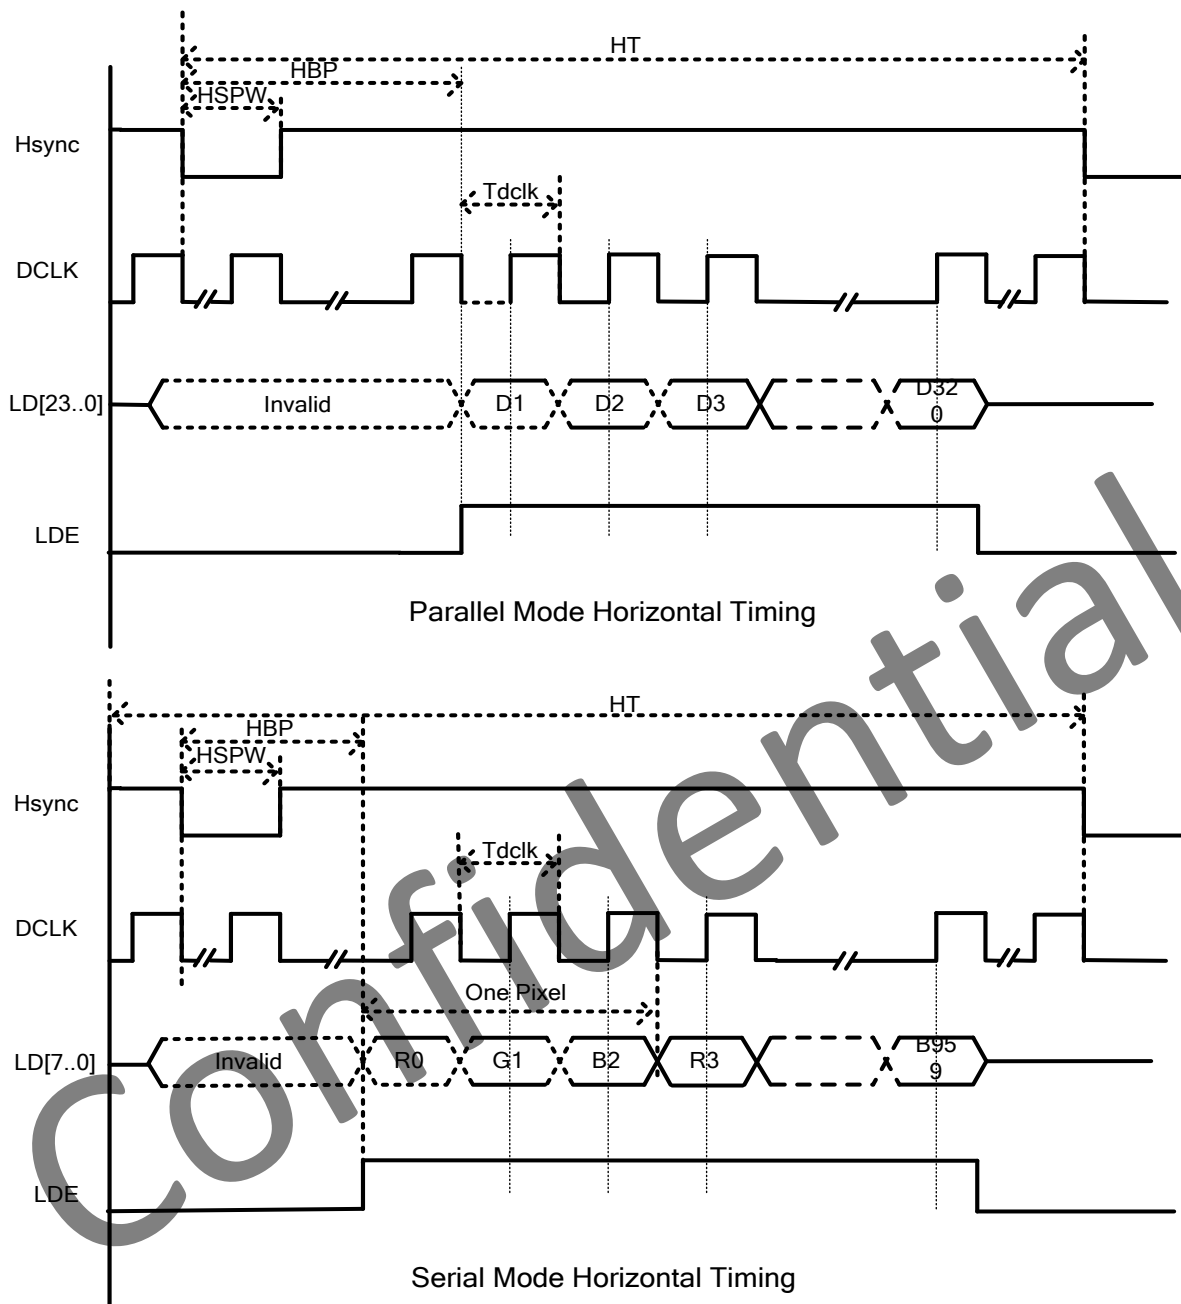 HT
HBP
HSPW
Hsync
Tdclk
DCLK
LD[23..0]
Invalid
D1
D2
D3
D32
0
LDE
Parallel Mode Horizontal Timing
HT
HBP
HSPW
Hsync
Tdclk
DCLK
One Pixel
LD[7..0]
Invalid
R0
G1
B2
R3
B95
9
LDE
Serial Mode Horizontal Timing
Confidential